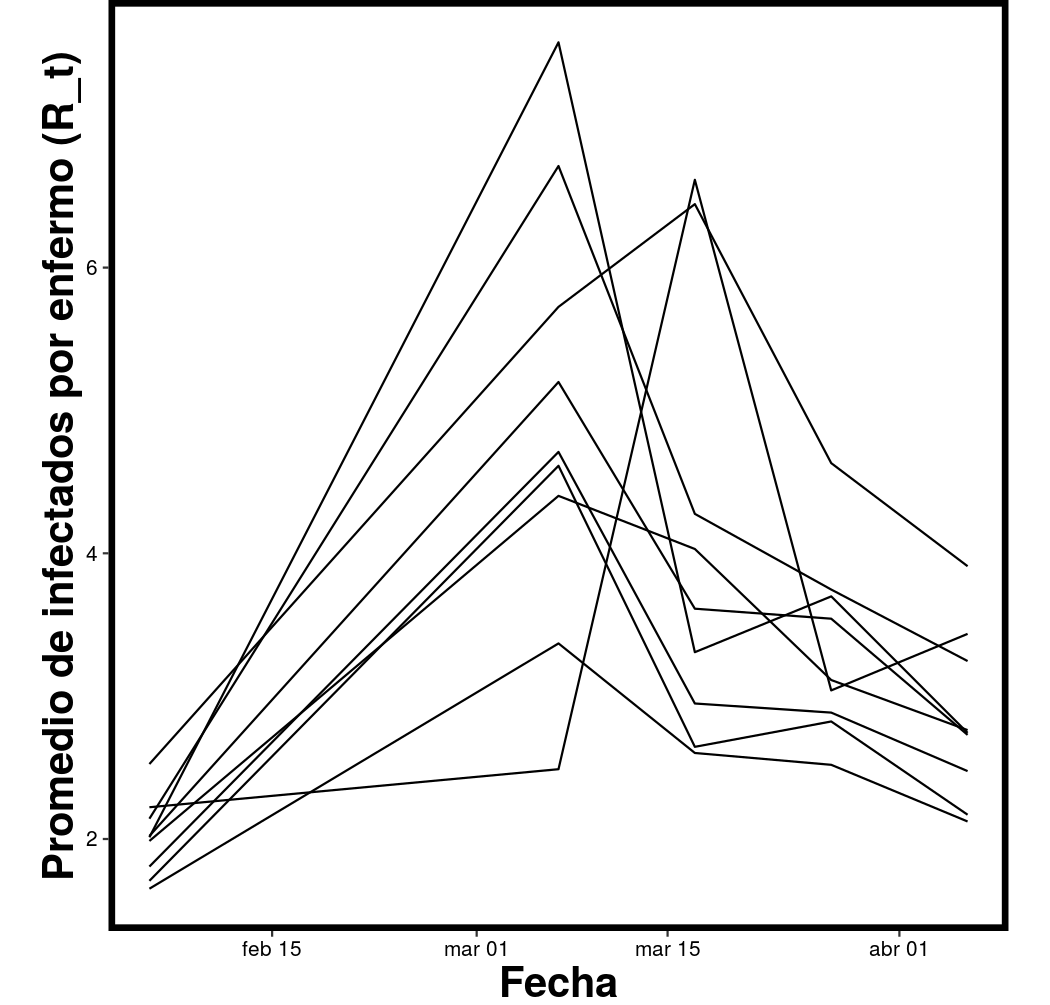 Promedio de infectados por enfermo (R_t)
6
4
2
feb 15
mar 01
mar 15
abr 01
Fecha